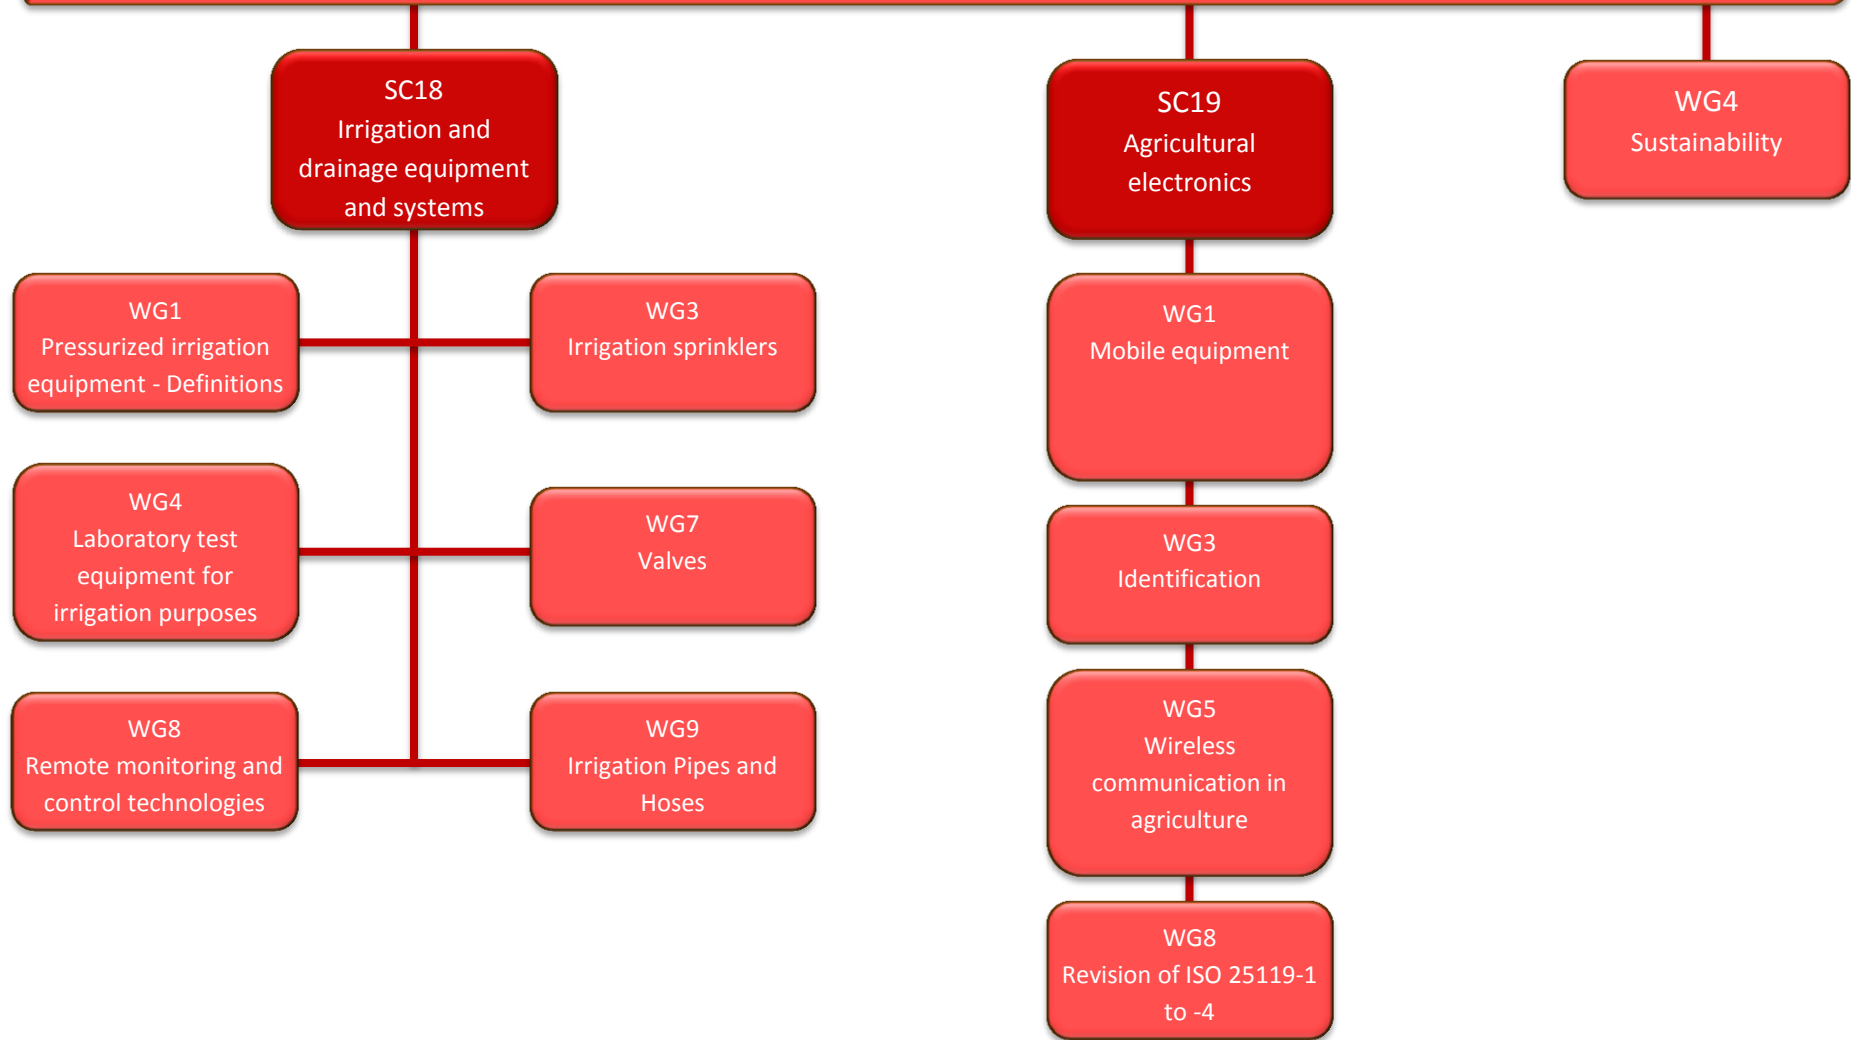 SC18
Irrigation and
drainage equipment
and systems
SC19
Agricultural
electronics
WG4
Sustainability
WG1
Pressurized irrigation
equipment - Definitions
WG3
Irrigation sprinklers
WG1
Mobile equipment
WG4
Laboratory test
equipment for
irrigation purposes
WG7
Valves
WG3
Identification
WG8
Remote monitoring and
control technologies
WG9
Irrigation Pipes and
Hoses
WG5
Wireless
communication in
agriculture
WG8
Revision of ISO 25119-1
to -4